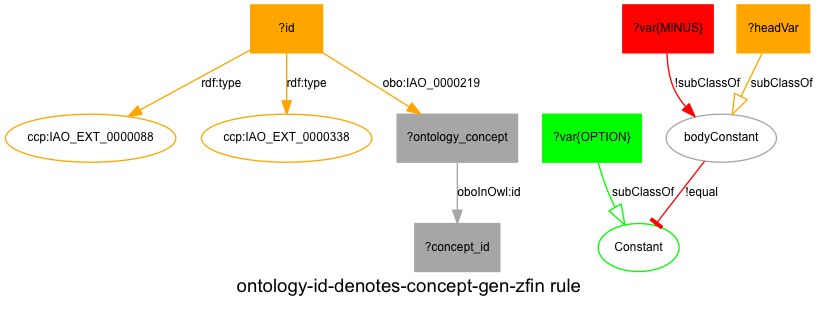 ?id
?var{MINUS}
?headVar
rdf:type
rdf:type
obo:IAO_0000219
!subClassOf
subClassOf
ccp:IAO_EXT_0000088
ccp:IAO_EXT_0000338
?ontology_concept
?var{OPTION}
bodyConstant
oboInOwl:id
subClassOf
!equal
?concept_id
Constant
ontology-id-denotes-concept-gen-zfin rule